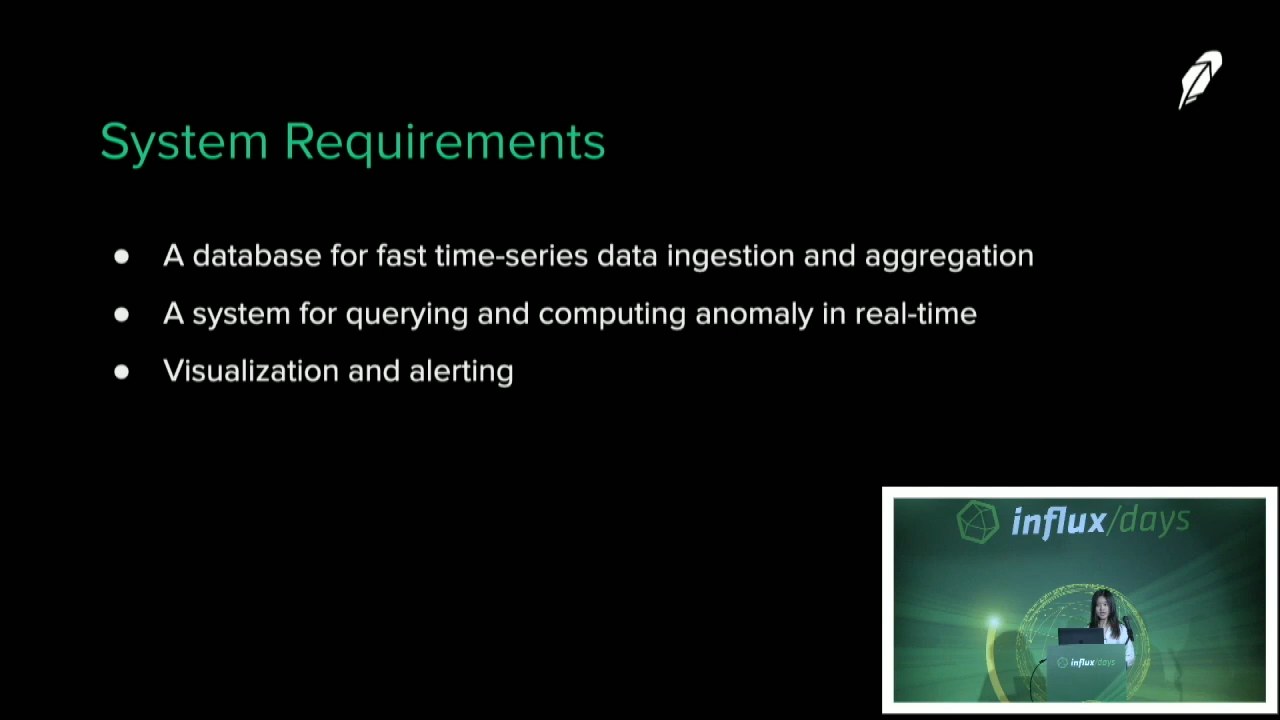 System Requirements
● A database for fast time-series data ingestion and aggregation
● A system for querying and computing anomaly in real-time
● Visualization and alerting
influx/days
influx/days